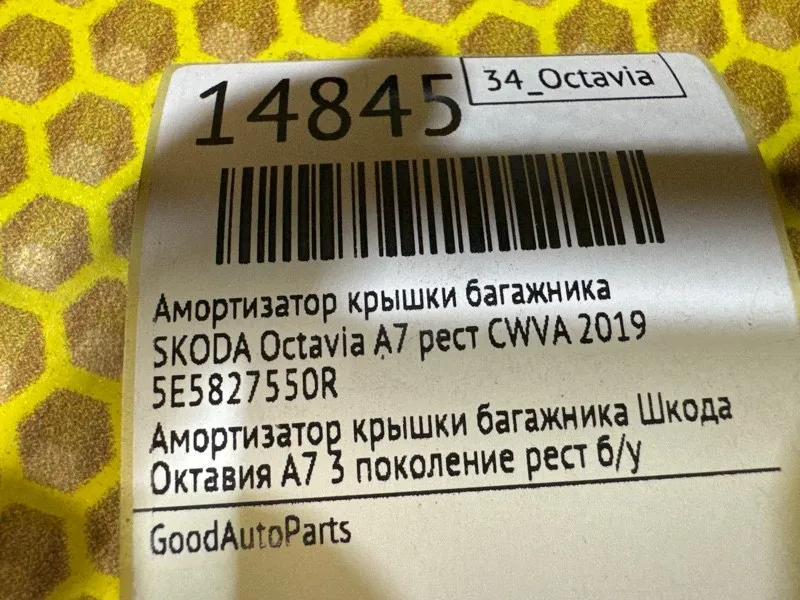 14845
34_Octavia
Амортизатор крышки багажника
SKODA Octavia A7 рест CWVA 2019
5E5827550R
Амортизатор крышки багажника Шкода
Октавия А7 3 поколение рест б/у
GoodAutoParts